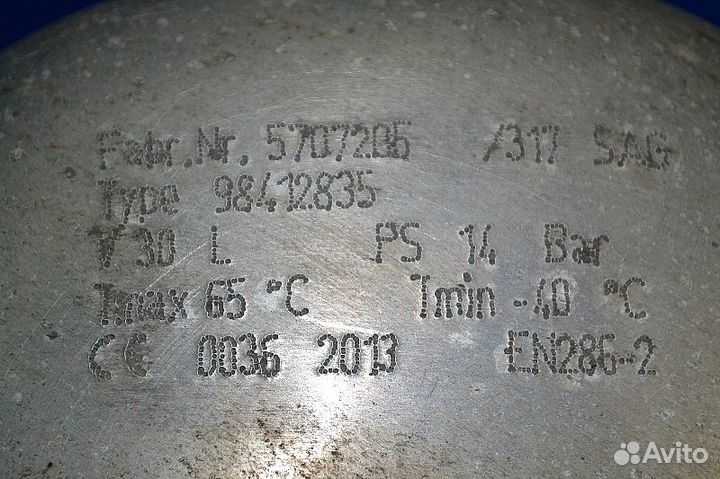 Fabr.Nr. 5707206 /317 SAG
Type 98412835
V 30 L PS 14 Bar
Tmax 65 °C Tmin -40 °C
CE 0036 2013 EN286-2
Avito